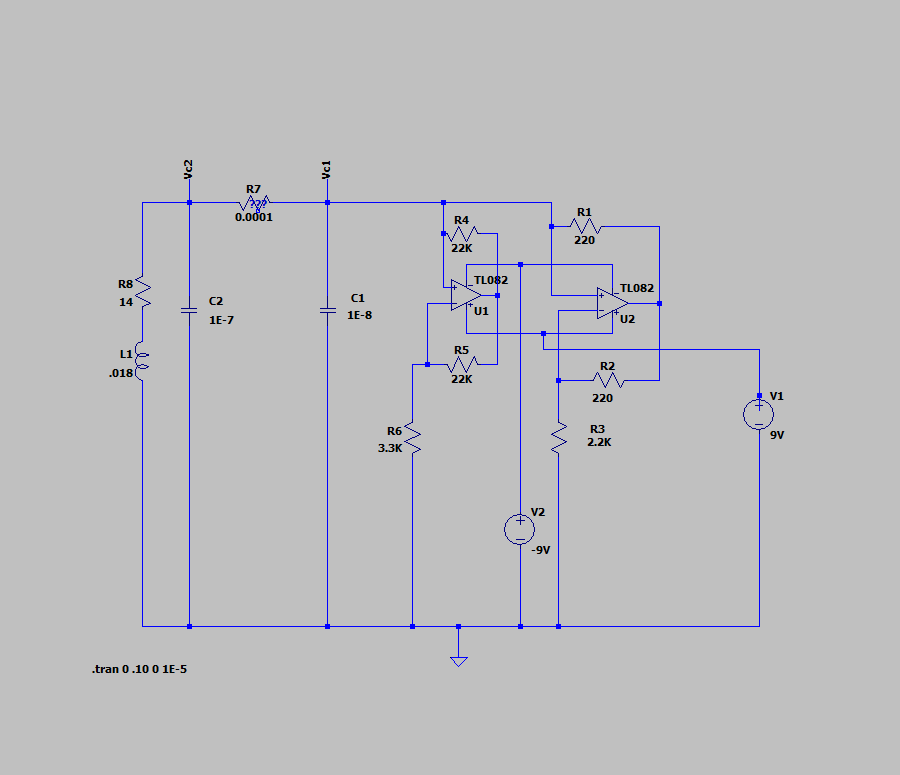 Vc2
Vc1
R7
0.0001
R4
22K
R1
220
TL082
U1
TL082
U2
R8
14
C2
1E-7
C1
1E-8
L1
.018
R5
22K
R2
220
R6
3.3K
R3
2.2K
V1
9V
V2
-9V
.tran 0 .10 0 1E-5